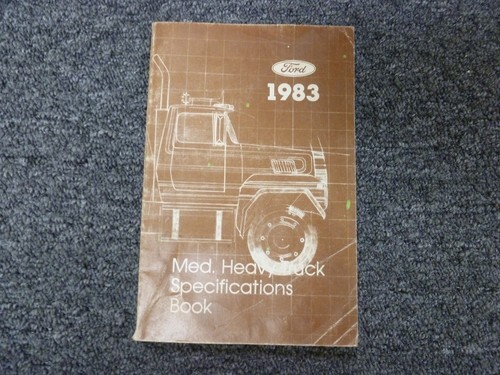 Ford
1983
Med. Heavy Truck
Specifications
Book